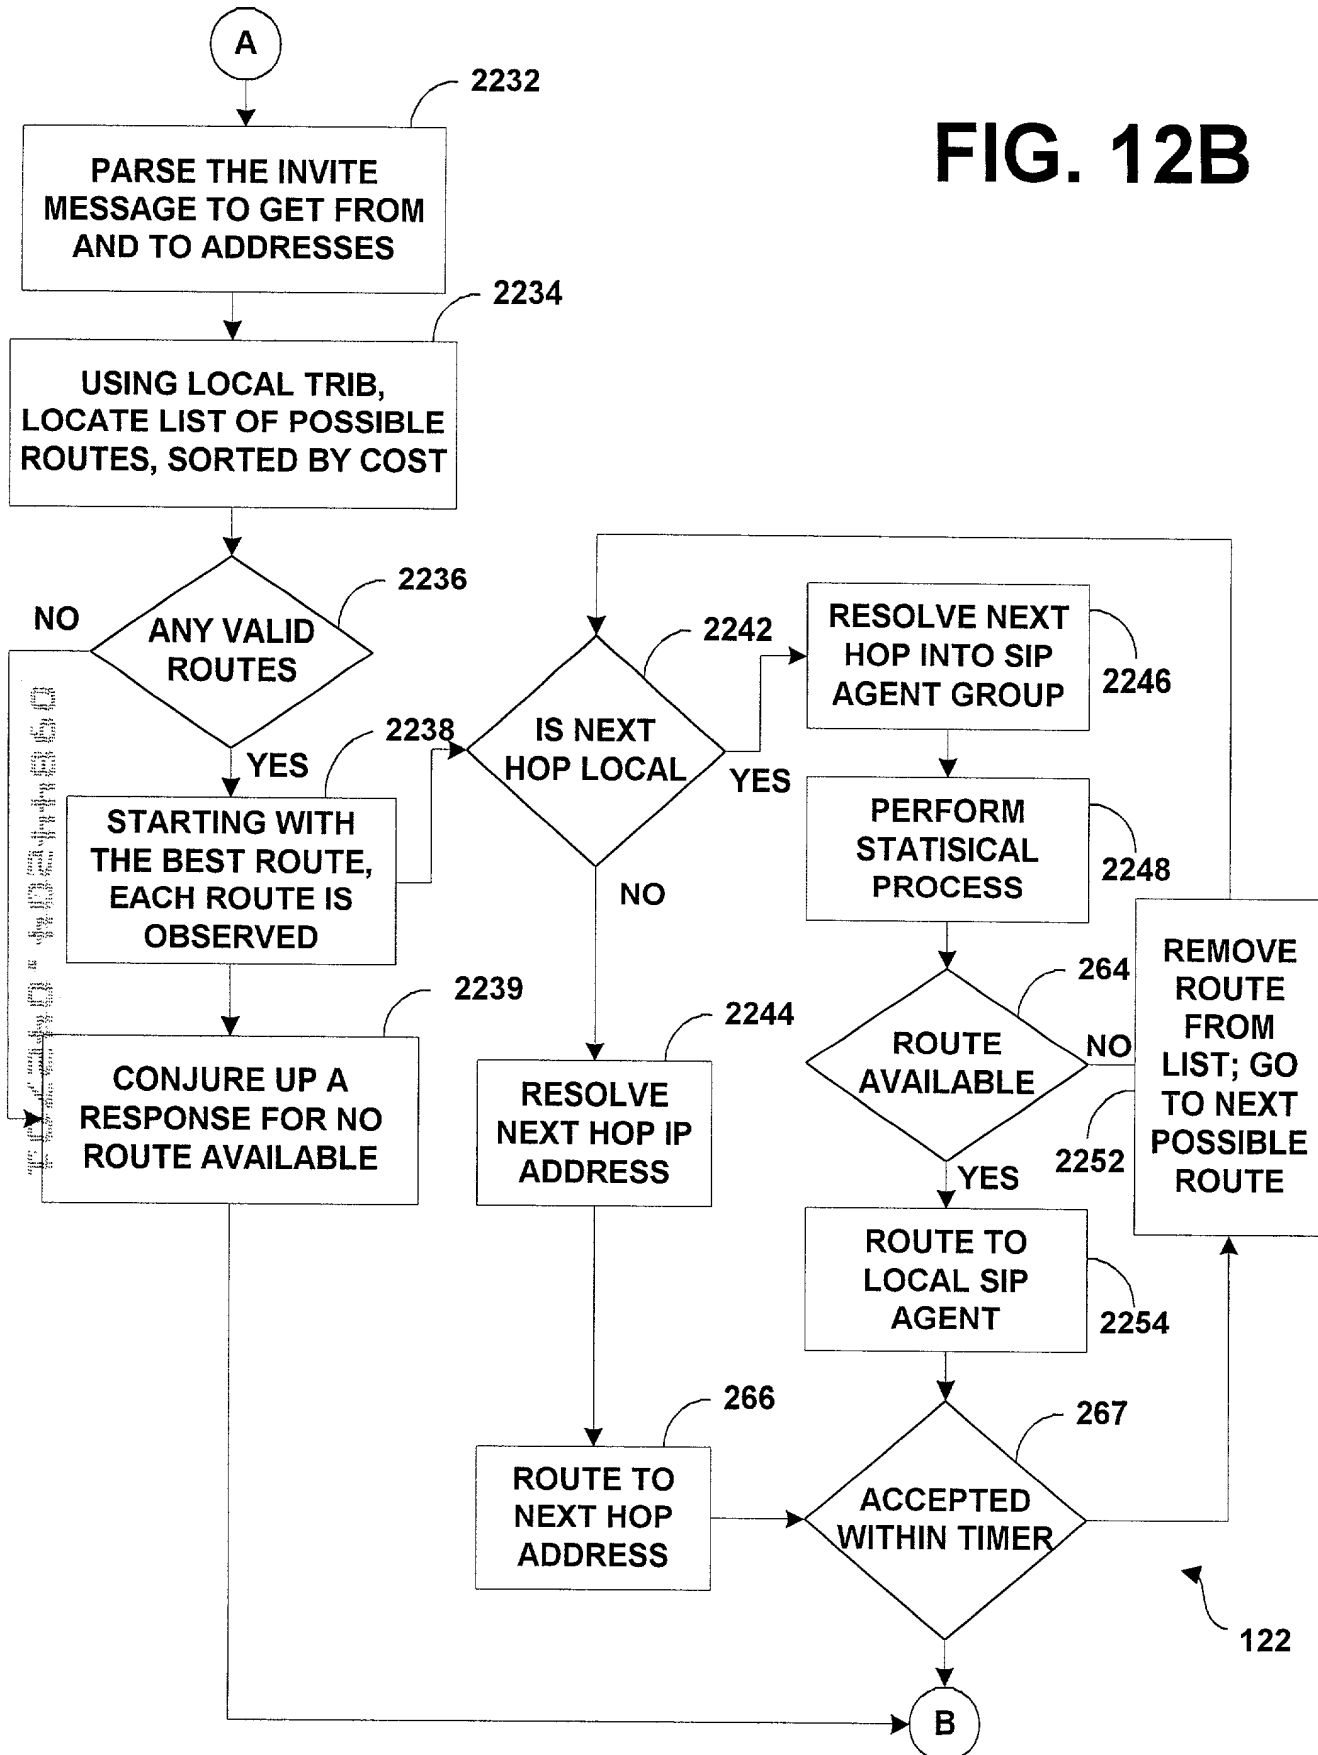 A
2232
FIG. 12B
PARSE THE INVITE
MESSAGE TO GET FROM
AND TO ADDRESSES
2234
USING LOCAL TRIB,
LOCATE LIST OF POSSIBLE
ROUTES, SORTED BY COST
2236
NO
ANY VALID
ROUTES
YES
2238
STARTING WITH
THE BEST ROUTE,
EACH ROUTE IS
OBSERVED
2239
CONJURE UP A
RESPONSE FOR NO
ROUTE AVAILABLE
2242
IS NEXT
HOP LOCAL
YES
NO
2244
RESOLVE
NEXT HOP IP
ADDRESS
266
ROUTE TO
NEXT HOP
ADDRESS
RESOLVE NEXT
HOP INTO SIP
AGENT GROUP
2246
PERFORM
STATISICAL
PROCESS
2248
264
ROUTE
AVAILABLE
NO
YES
2252
REMOVE
ROUTE
FROM
LIST; GO
TO NEXT
POSSIBLE
ROUTE
ROUTE TO
LOCAL SIP
AGENT
2254
267
ACCEPTED
WITHIN TIMER
122
B